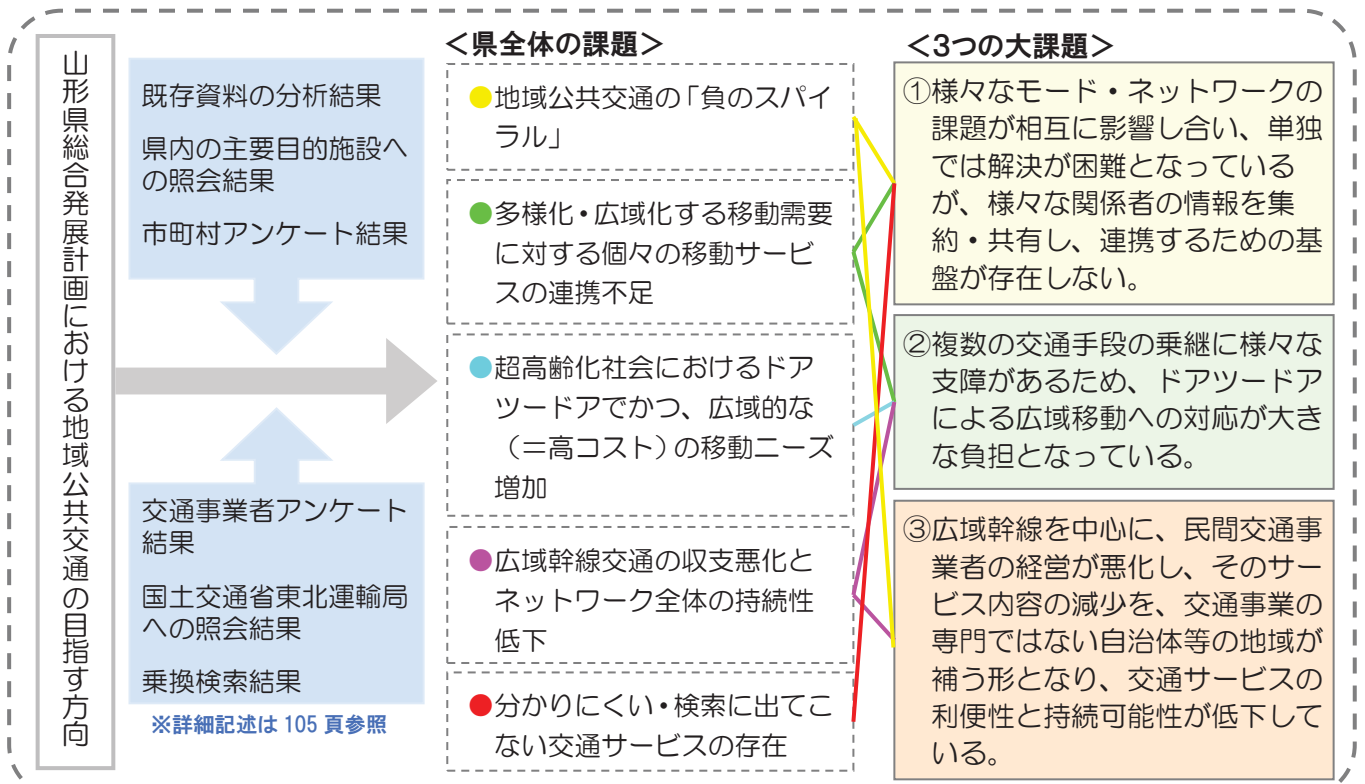 山形県総合発展計画における地域公共交通の目指す方向
既存資料の分析結果
県内の主要目的施設へ
の照会結果
市町村アンケート結果
交通事業者アンケート
結果
国土交通省東北運輸局
への照会結果
乗換検索結果
※詳細記述は 105 頁参照
＜県全体の課題＞
●地域公共交通の「負のスパイ
ラル」
●多様化・広域化する移動需要
に対する個々の移動サービ
スの連携不足
●超高齢化社会におけるドア
ツードアでかつ、広域的な
（＝高コスト）の移動ニーズ
増加
●広域幹線交通の収支悪化と
ネットワーク全体の持続性
低下
●分かりにくい・検索に出てこ
ない交通サービスの存在
＜3つの大課題＞
①様々なモード・ネットワークの
課題が相互に影響し合い、単独
では解決が困難となっている
が、様々な関係者の情報を集
約・共有し、連携するための基
盤が存在しない。
②複数の交通手段の乗継に様々な
支障があるため、ドアツードア
による広域移動への対応が大き
な負担となっている。
③広域幹線を中心に、民間交通事
業者の経営が悪化し、そのサー
ビス内容の減少を、交通事業の
専門ではない自治体等の地域が
補う形となり、交通サービスの
利便性と持続可能性が低下して
いる。